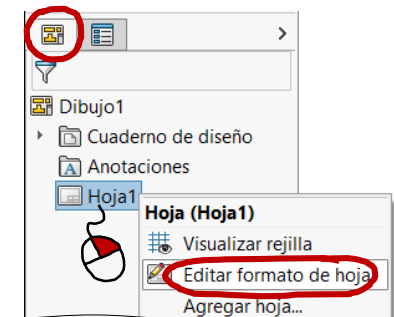 Dibujo1
Cuaderno de diseño
A Anotaciones
Hoja1
Hoja (Hoja1)
Visualizar rejilla
Editar formato de hoja
Agregar hoja...